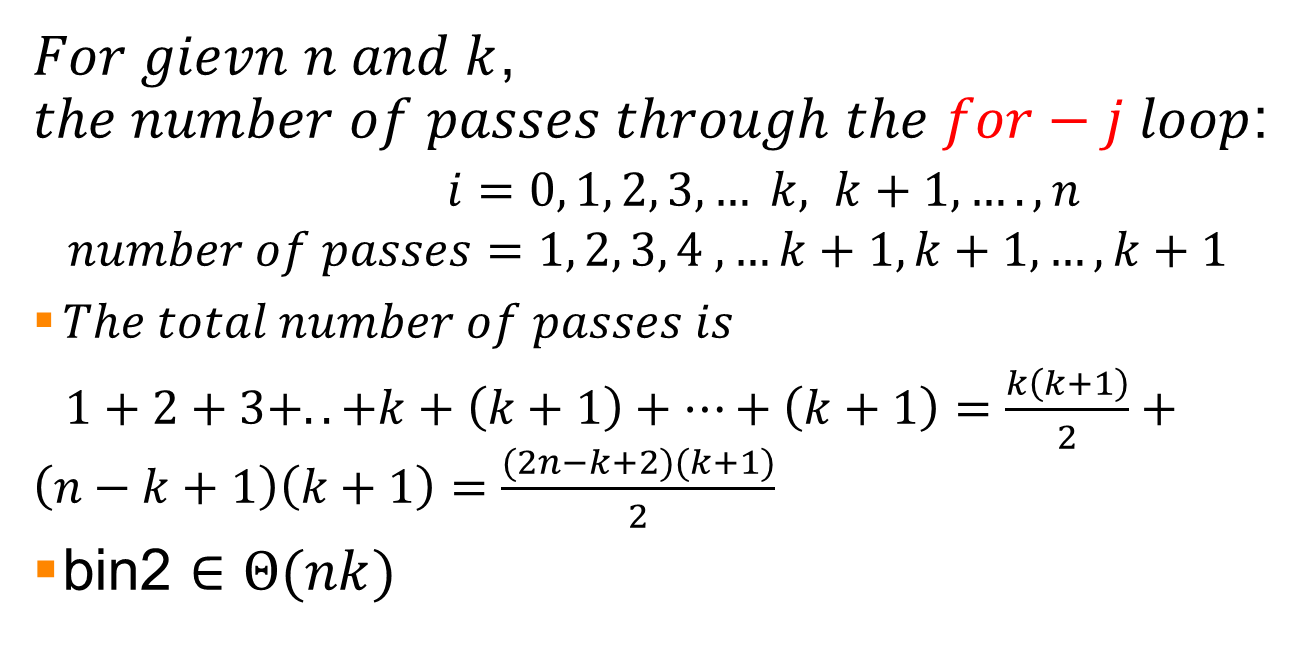 For gievn n and k,
the number of passes through the for − j loop:
i = 0, 1, 2, 3, … k, k + 1, … . , n
number of passes = 1, 2, 3, 4 , … k + 1, k + 1, … , k + 1
▪ The total number of passes is
1 + 2 + 3+. . +k + (k + 1) + ⋯ + (k + 1) = k(k+1)/2 +
(n − k + 1)(k + 1) = (2n−k+2)(k+1)/2
▪ bin2 ∈ Θ(nk)